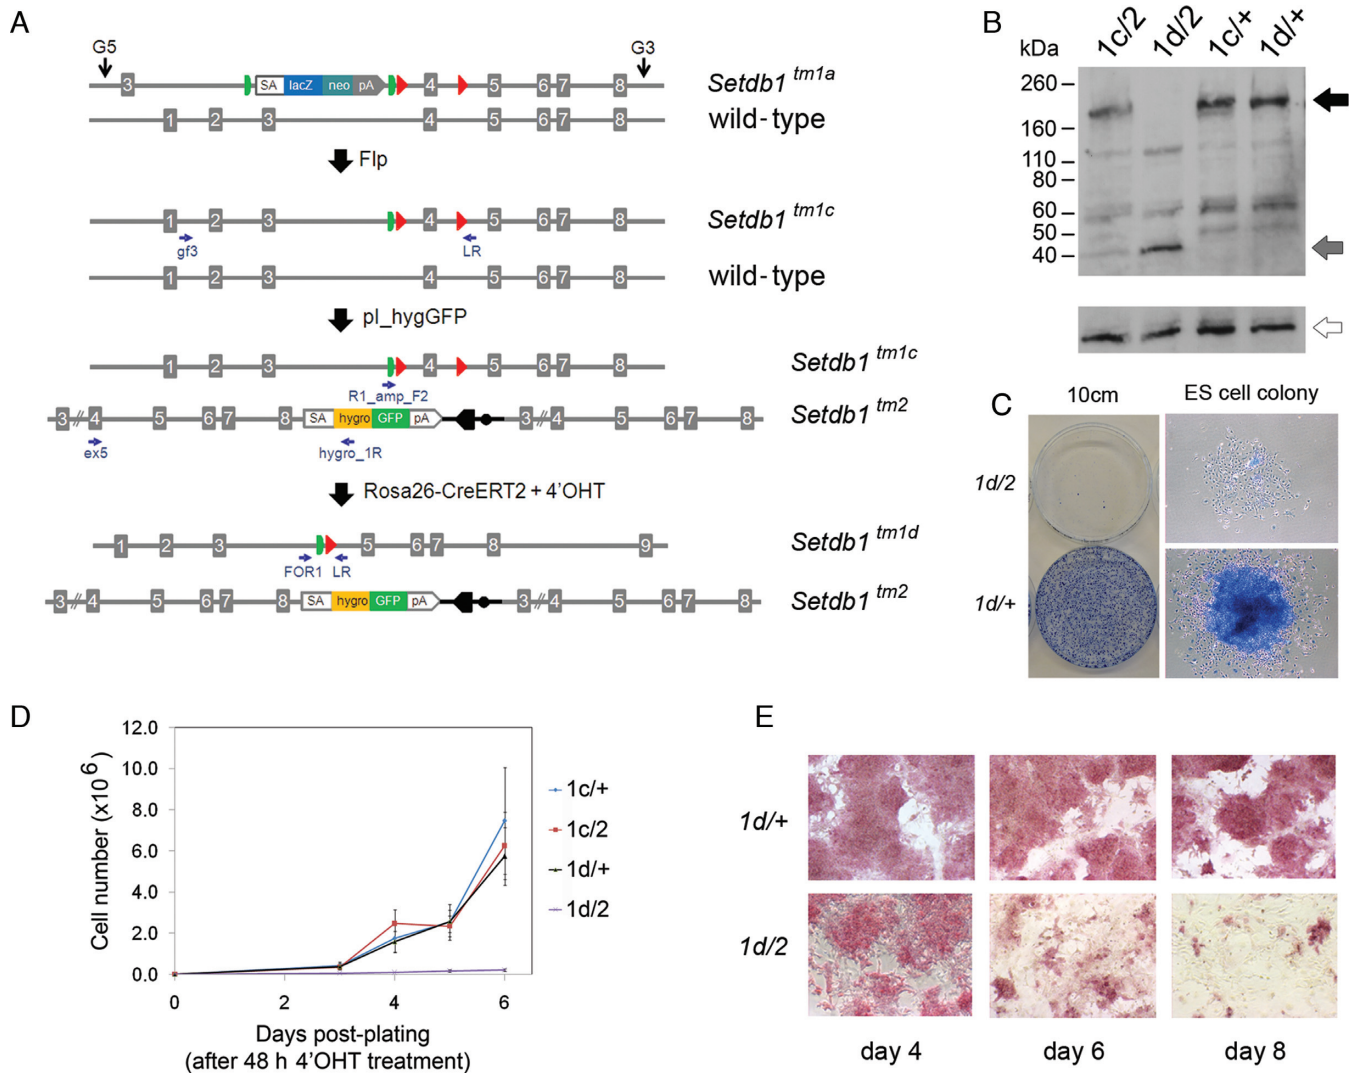 A
G5
G3
3 SA lacZ neo pA 4 5 6 7 8
Setdb1 tm1a
1 2 3 4 5 6 7 8
wild-type
Flp
1 2 3 4 5 6 7 8
Setdb1 tm1c
gf3
LR
1 2 3 4 5 6 7 8
wild-type
pl_hygGFP
1 2 3 4 5 6 7 8
Setdb1 tm1c
R1_amp_F2
3 // 4 5 6 7 8 SA hygro GFP pA 3 // 4 5 6 7 8
Setdb1 tm2
ex5
hygro_1R
Rosa26-CreERT2 + 4'OHT
1 2 3 5 6 7 8 9
Setdb1 tm1d
FOR1 LR
3 // 4 5 6 7 8 SA hygro GFP pA 3 // 4 5 6 7 8
Setdb1 tm2
B
1c/2 1d/2 1c/+ 1d/+
kDa
260
160
110
80
60
50
40
C
10cm
ES cell colony
1d/2
1d/+
D
Cell number (x10 6)
12.0
10.0
8.0
6.0
4.0
2.0
0.0
0 2 4 6
Days post-plating
(after 48 h 4'OHT treatment)
1c/+
1c/2
1d/+
1d/2
E
1d/+
1d/2
day 4
day 6
day 8